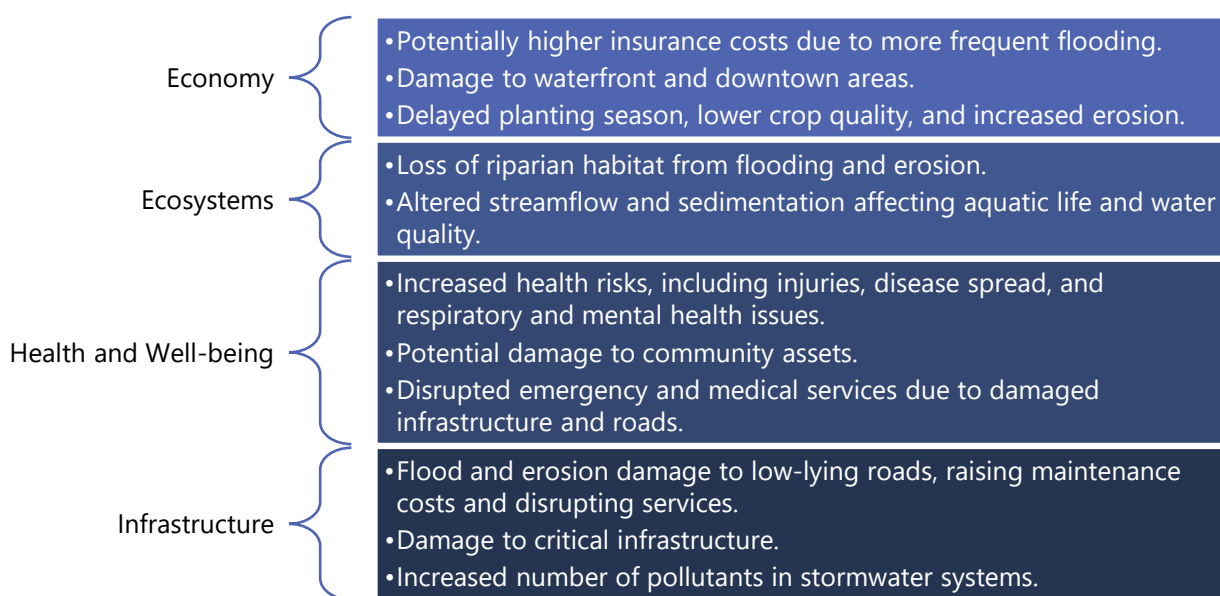 Economy
•Potentially higher insurance costs due to more frequent flooding.
•Damage to waterfront and downtown areas.
•Delayed planting season, lower crop quality, and increased erosion.
Ecosystems
•Loss of riparian habitat from flooding and erosion.
•Altered streamflow and sedimentation affecting aquatic life and water
quality.
Health and Well-being
•Increased health risks, including injuries, disease spread, and
respiratory and mental health issues.
•Potential damage to community assets.
•Disrupted emergency and medical services due to damaged
infrastructure and roads.
Infrastructure
•Flood and erosion damage to low-lying roads, raising maintenance
costs and disrupting services.
•Damage to critical infrastructure.
•Increased number of pollutants in stormwater systems.